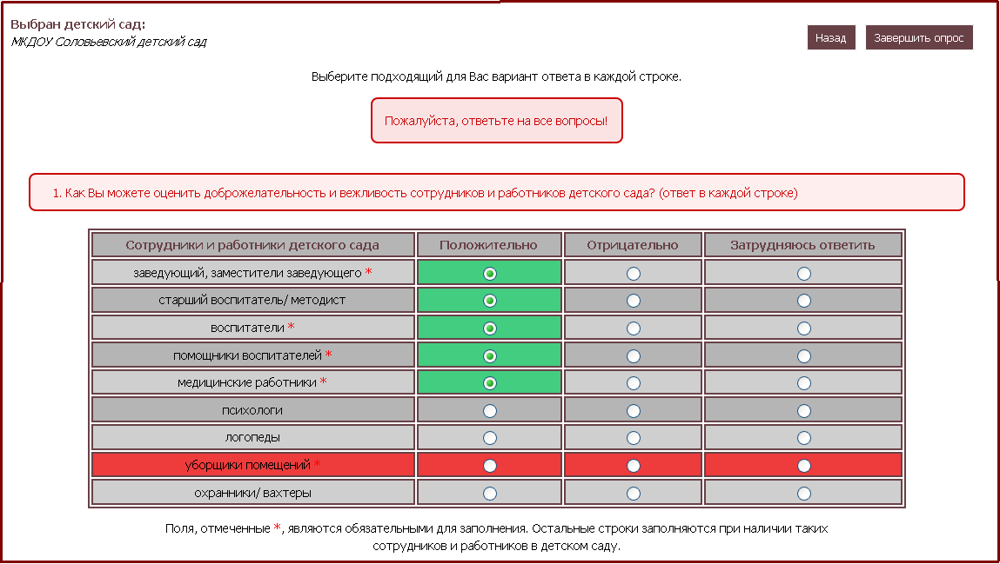 Выбран детский сад:
МКДОУ Соловьевский детский сад
Назад
Завершить опрос
Выберите подходящий для Вас вариант ответа в каждой строке.
Пожалуйста, ответьте на все вопросы!
1. Как Вы можете оценить доброжелательность и вежливость сотрудников и работников детского сада? (ответ в каждой строке)
Сотрудники и работники детского сада Положительно Отрицательно Затрудняюсь ответить
заведующий, заместители заведующего *
старший воспитатель/ методист
воспитатели *
помощники воспитателей *
медицинские работники *
психологи
логопеды
уборщики помещений *
охранники/ вахтеры
Поля, отмеченные *, являются обязательными для заполнения. Остальные строки заполняются при наличии таких
сотрудников и работников в детском саду.